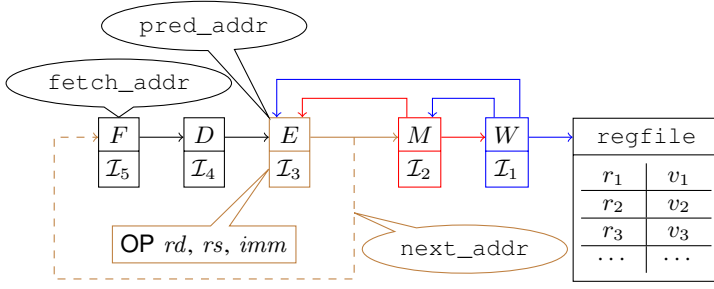 pred_addr
fetch_addr
F D E M W
regfile
𝓘₅ 𝓘₄ 𝓘₃ 𝓘₂ 𝓘₁
r₁ v₁
r₂ v₂
r₃ v₃
⋯ ⋯
OP rd, rs, imm
next_addr